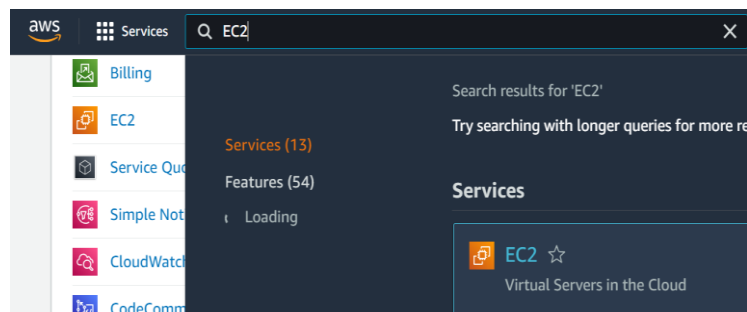 aws
Services
EC2
Billing
EC2
Service Quo
Simple Not
CloudWatch
CodeComm
Services (13)
Features (54)
Loading
Search results for 'EC2'
Try searching with longer queries for more re
Services
EC2
Virtual Servers in the Cloud